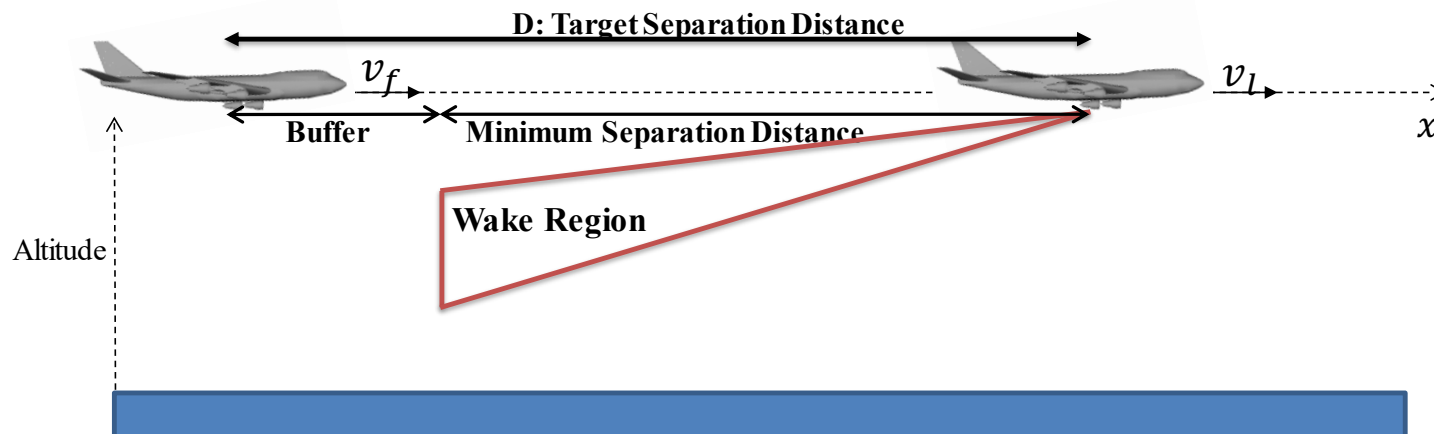 D: Target Separation Distance
v_f
v_l
Buffer
Minimum Separation Distance
x
Wake Region
Altitude